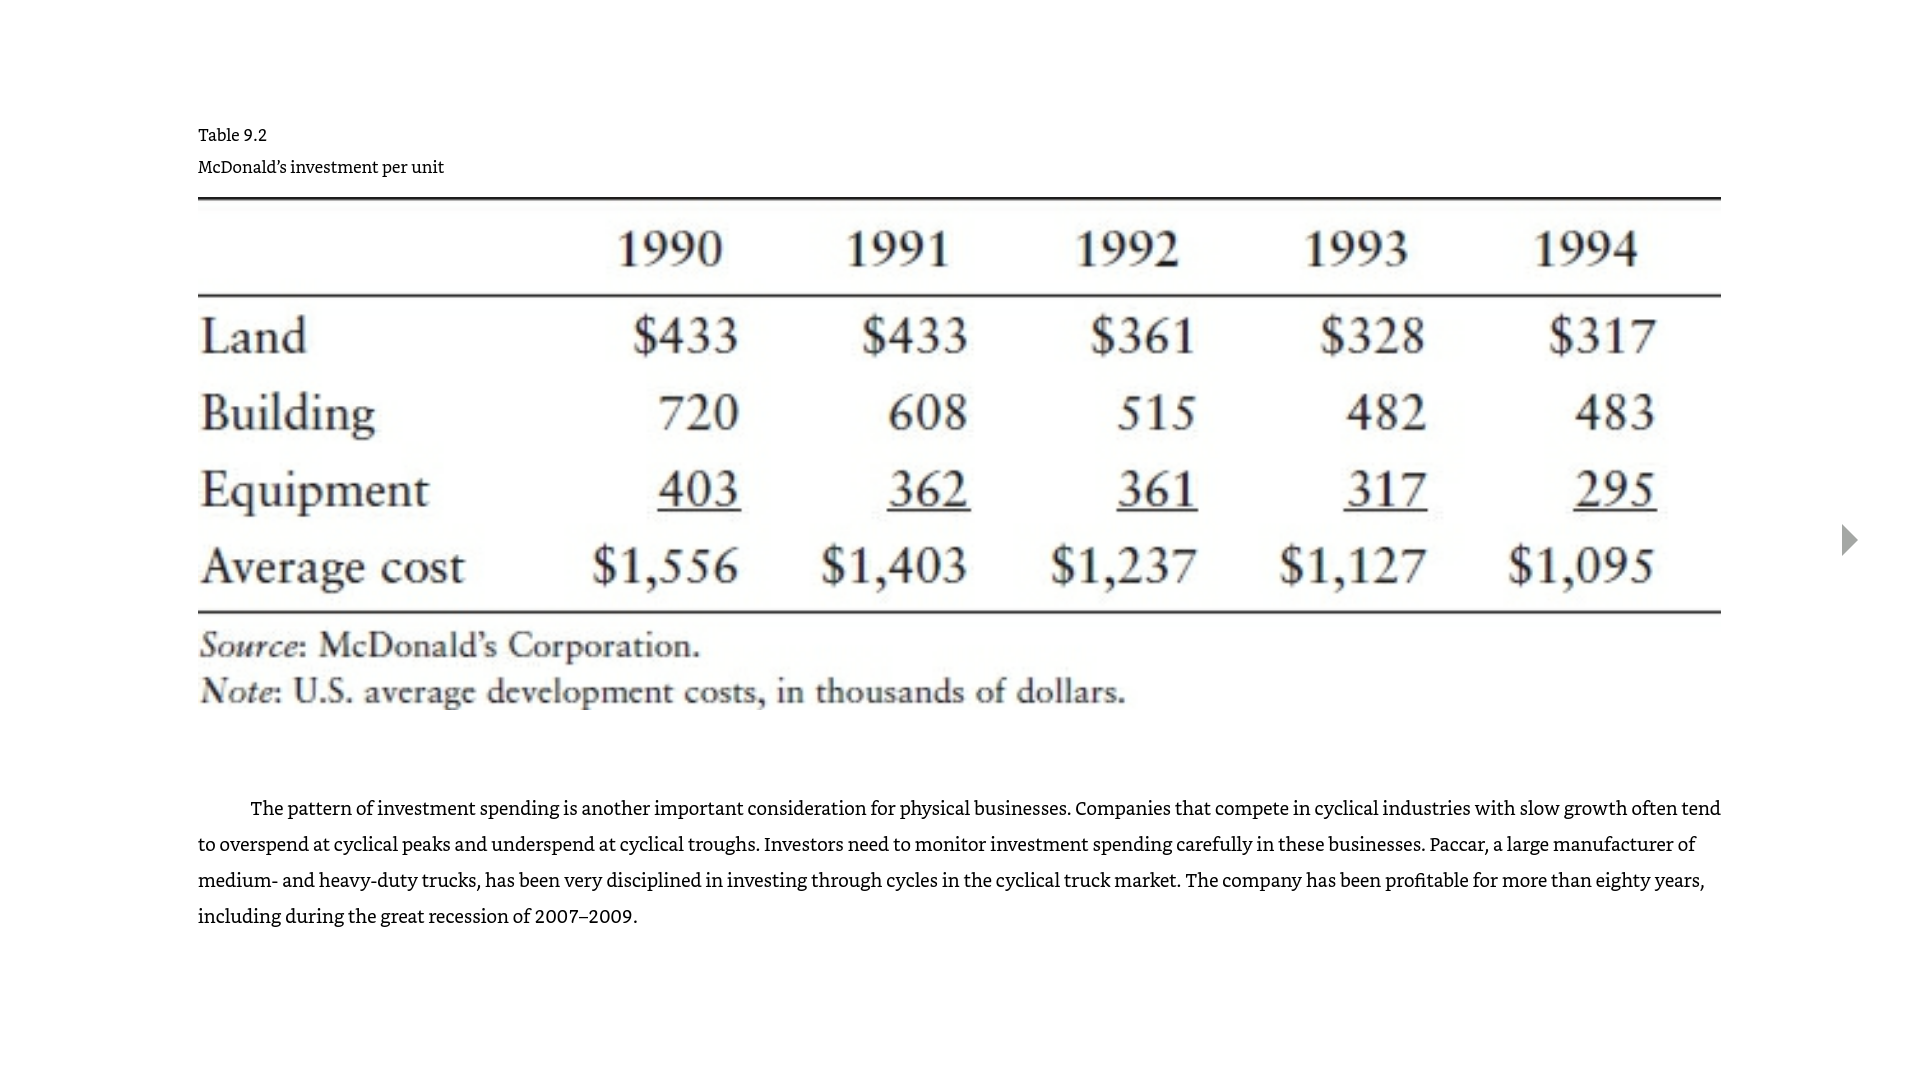 Table 9.2
McDonald’s investment per unit
1990 1991 1992 1993 1994
Land $433 $433 $361 $328 $317
Building 720 608 515 482 483
Equipment 403 362 361 317 295
Average cost $1,556 $1,403 $1,237 $1,127 $1,095
Source: McDonald’s Corporation.
Note: U.S. average development costs, in thousands of dollars.
The pattern of investment spending is another important consideration for physical businesses. Companies that compete in cyclical industries with slow growth often tend
to overspend at cyclical peaks and underspend at cyclical troughs. Investors need to monitor investment spending carefully in these businesses. Paccar, a large manufacturer of
medium- and heavy-duty trucks, has been very disciplined in investing through cycles in the cyclical truck market. The company has been profitable for more than eighty years,
including during the great recession of 2007–2009.